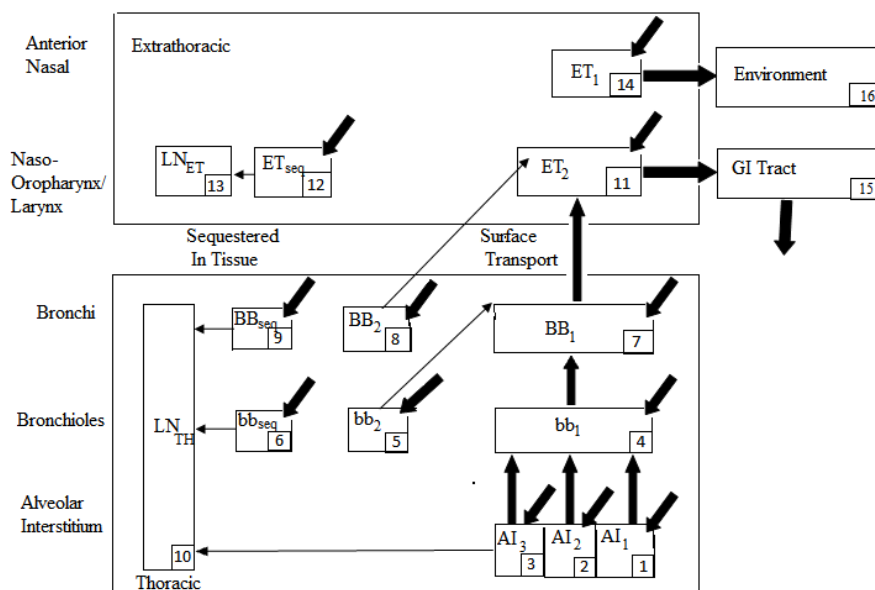 Anterior
Nasal
Extrathoracic
ET1
14
Environment
16
Naso-
Oropharynx/
Larynx
LNET
13
ETseq
12
ET2
11
GI Tract
15
Sequestered
In Tissue
Surface
Transport
Bronchi
BBseq
9
BB2
8
BB1
7
Bronchioles
LNTH
bbseq
6
bb2
5
bb1
4
Alveolar
Interstitium
AI3
3
AI2
2
AI1
1
10
Thoracic